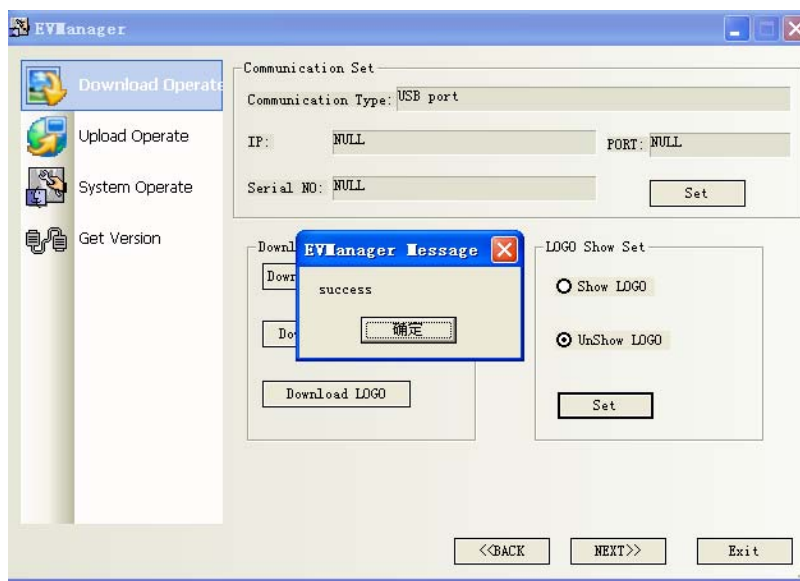 EVManager
Download Operate
Upload Operate
System Operate
Get Version
Communication Set
Communication Type: USB port
IP: NULL
PORT: NULL
Serial NO: NULL
Set
EVManager Message
success
确定
Download LOGO
LOGO Show Set
Show LOGO
UnShow LOGO
Set
<<BACK
NEXT>>
Exit